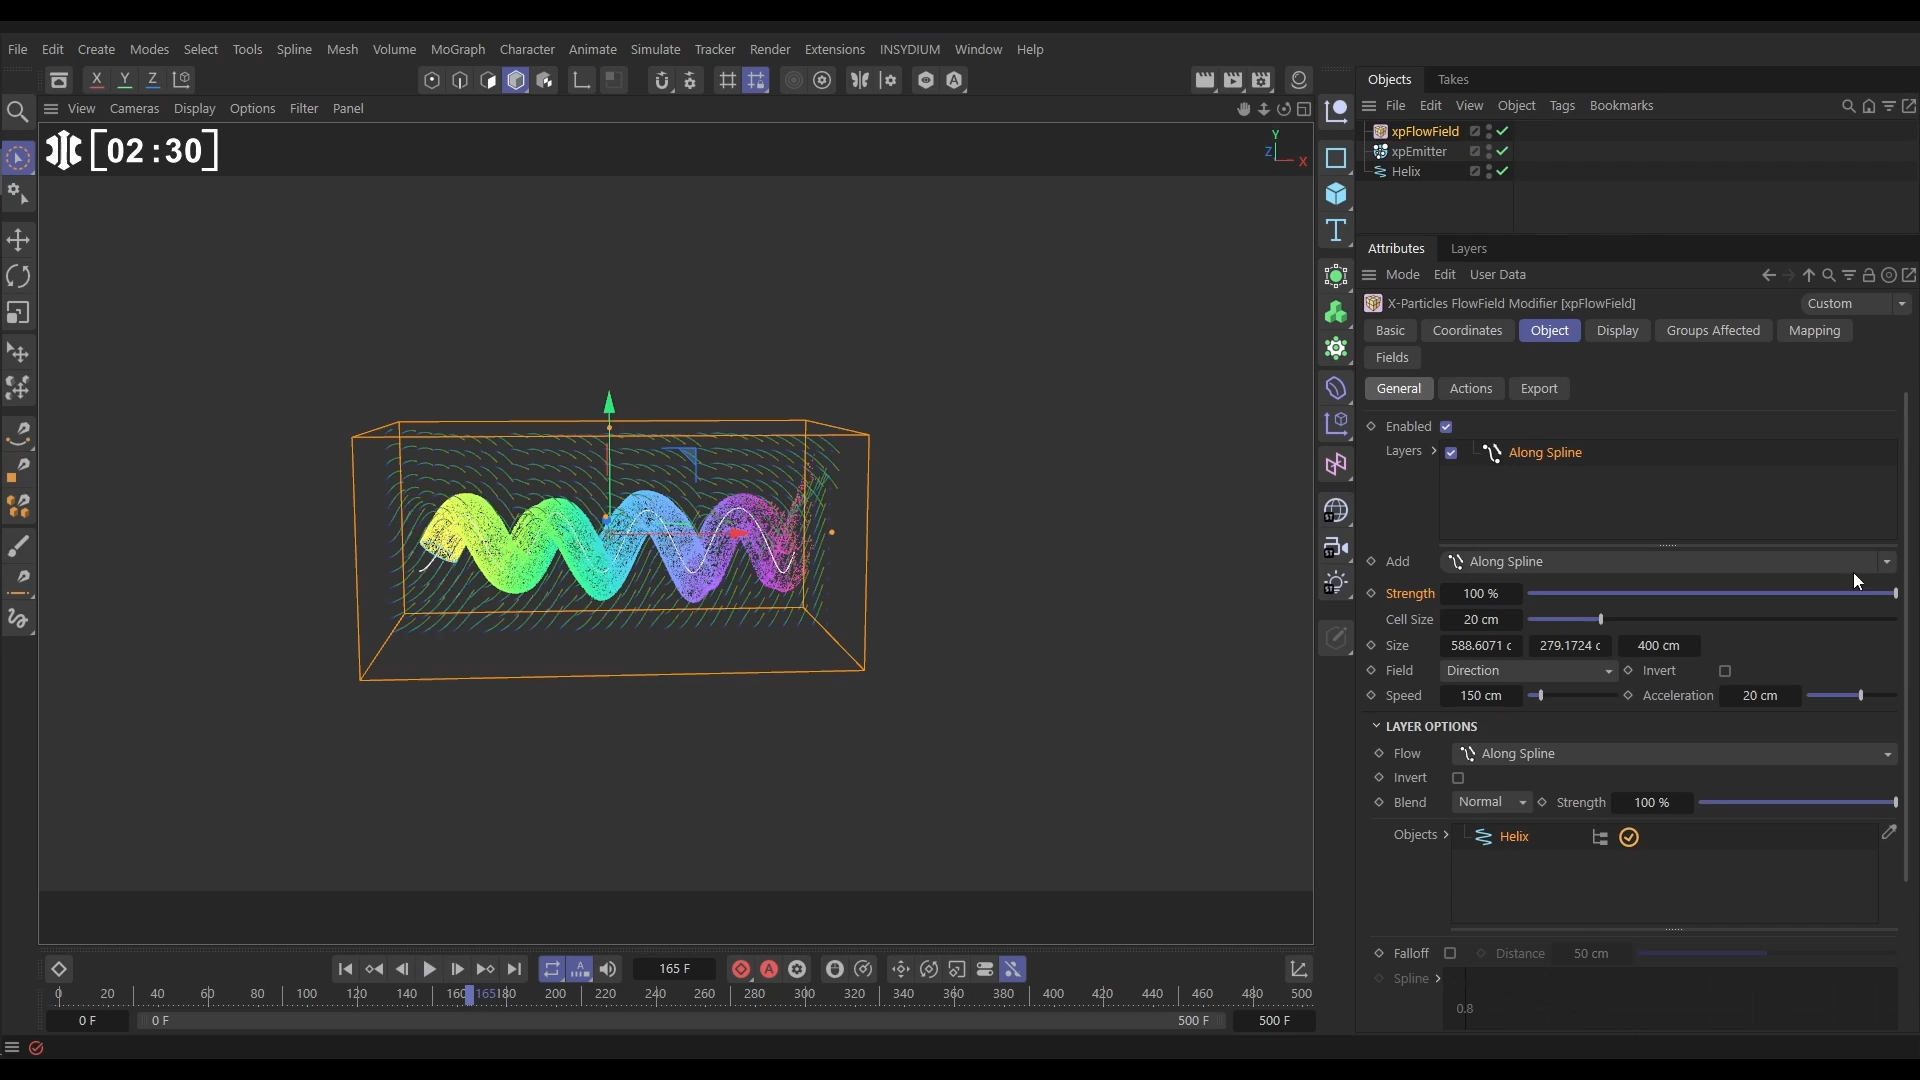 File Edit Create Modes Select Tools Spline Mesh Volume MoGraph Character Animate Simulate Tracker Render Extensions INSYDIUM Window Help
X Y Z
Objects Takes
View Cameras Display Options Filter Panel
File Edit View Object Tags Bookmarks
[02:30]
Y
Z X
xpFlowField
xpEmitter
Helix
T
Attributes Layers
Mode Edit User Data
X-Particles FlowField Modifier [xpFlowField] Custom
Basic Coordinates Object Display Groups Affected Mapping
Fields
General Actions Export
Enabled
Layers Along Spline
ST
ST
ST
Add Along Spline
Strength 100 %
Cell Size 20 cm
Size 588.6071 c 279.1724 c 400 cm
Field Direction Invert
Speed 150 cm Acceleration 20 cm
LAYER OPTIONS
Flow Along Spline
Invert
Blend Normal Strength 100 %
Objects Helix
Falloff Distance 50 cm
Spline
0.8
A 165 F A
0 20 40 60 80 100 120 140 160 165 180 200 220 240 260 280 300 320 340 360 380 400 420 440 460 480 500
0 F 0 F 500 F 500 F